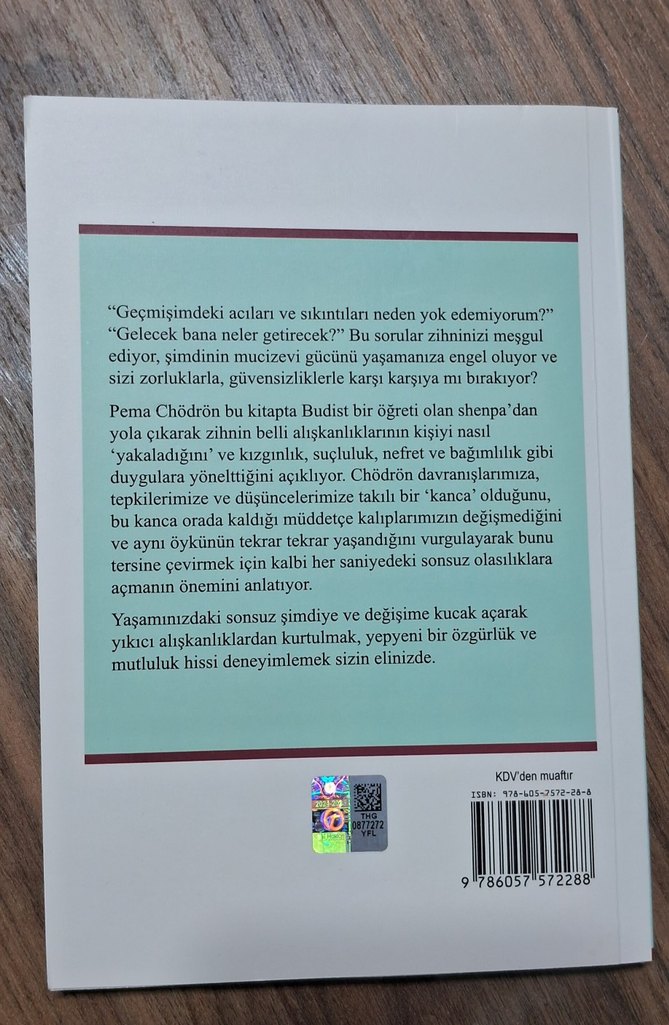 “Geçmişimdeki acıları ve sıkıntıları neden yok edemiyorum?”
“Gelecek bana neler getirecek?” Bu sorular zihninizi meşgul
ediyor, şimdinin mucizevi gücünü yaşamanıza engel oluyor ve
sizi zorluklarla, güvensizliklerle karşı karşıya mı bırakıyor?
Pema Chödrön bu kitapta Budist bir öğreti olan shenpa’dan
yola çıkarak zihnin belli alışkanlıklarının kişiyi nasıl
‘yakaladığını’ ve kızgınlık, suçluluk, nefret ve bağımlılık gibi
duygulara yönelttiğini açıklıyor. Chödrön davranışlarımıza,
tepkilerimize ve düşüncelerimize takılı bir ‘kanca’ olduğunu,
bu kanca orada kaldığı müddetçe kalıplarımızın değişmediğini
ve aynı öykünün tekrar tekrar yaşandığını vurgulayarak bunu
tersine çevirmek için kalbi her saniyedeki sonsuz olasılıklara
açmanın önemini anlatıyor.
Yaşamınızdaki sonsuz şimdiye ve değişime kucak açarak
yıkıcı alışkanlıklardan kurtulmak, yepyeni bir özgürlük ve
mutluluk hissi deneyimlemek sizin elinizde.
KDV’den muaftır
ISBN: 978-605-7572-28-8
9 786057 572288
THG
0877272
YFL